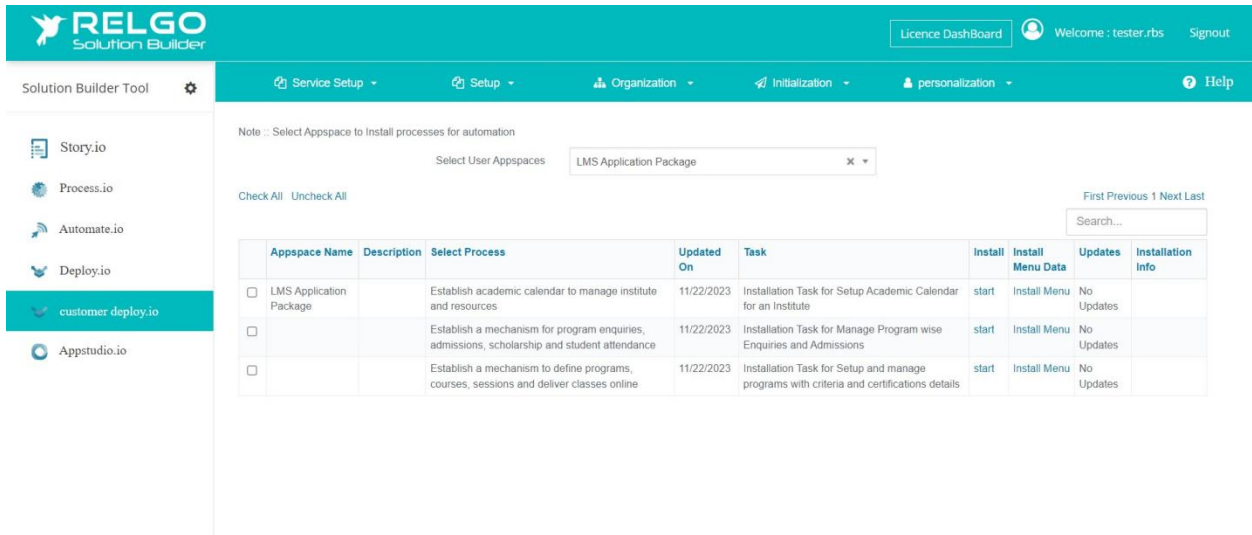 RELGO
Solution Builder
Licence DashBoard
Welcome : tester.rbs
Signout
Solution Builder Tool
Service Setup
Setup
Organization
Initialization
personalization
Help
Story.io
Process.io
Automate.io
Deploy.io
customer deploy.io
Appstudio.io
Note :: Select Appspace to Install processes for automation
Select User Appspaces
LMS Application Package
Check All Uncheck All
First Previous 1 Next Last
Search...
Appspace Name
Description
Select Process
Updated
On
Task
Install
Install
Menu Data
Updates
Installation
Info
LMS Application
Package
Establish academic calendar to manage institute
and resources
11/22/2023
Installation Task for Setup Academic Calendar
for an Institute
start
Install Menu
No
Updates
Establish a mechanism for program enquiries,
admissions, scholarship and student attendance
11/22/2023
Installation Task for Manage Program wise
Enquiries and Admissions
start
Install Menu
No
Updates
Establish a mechanism to define programs,
courses, sessions and deliver classes online
11/22/2023
Installation Task for Setup and manage
programs with criteria and certifications details
start
Install Menu
No
Updates